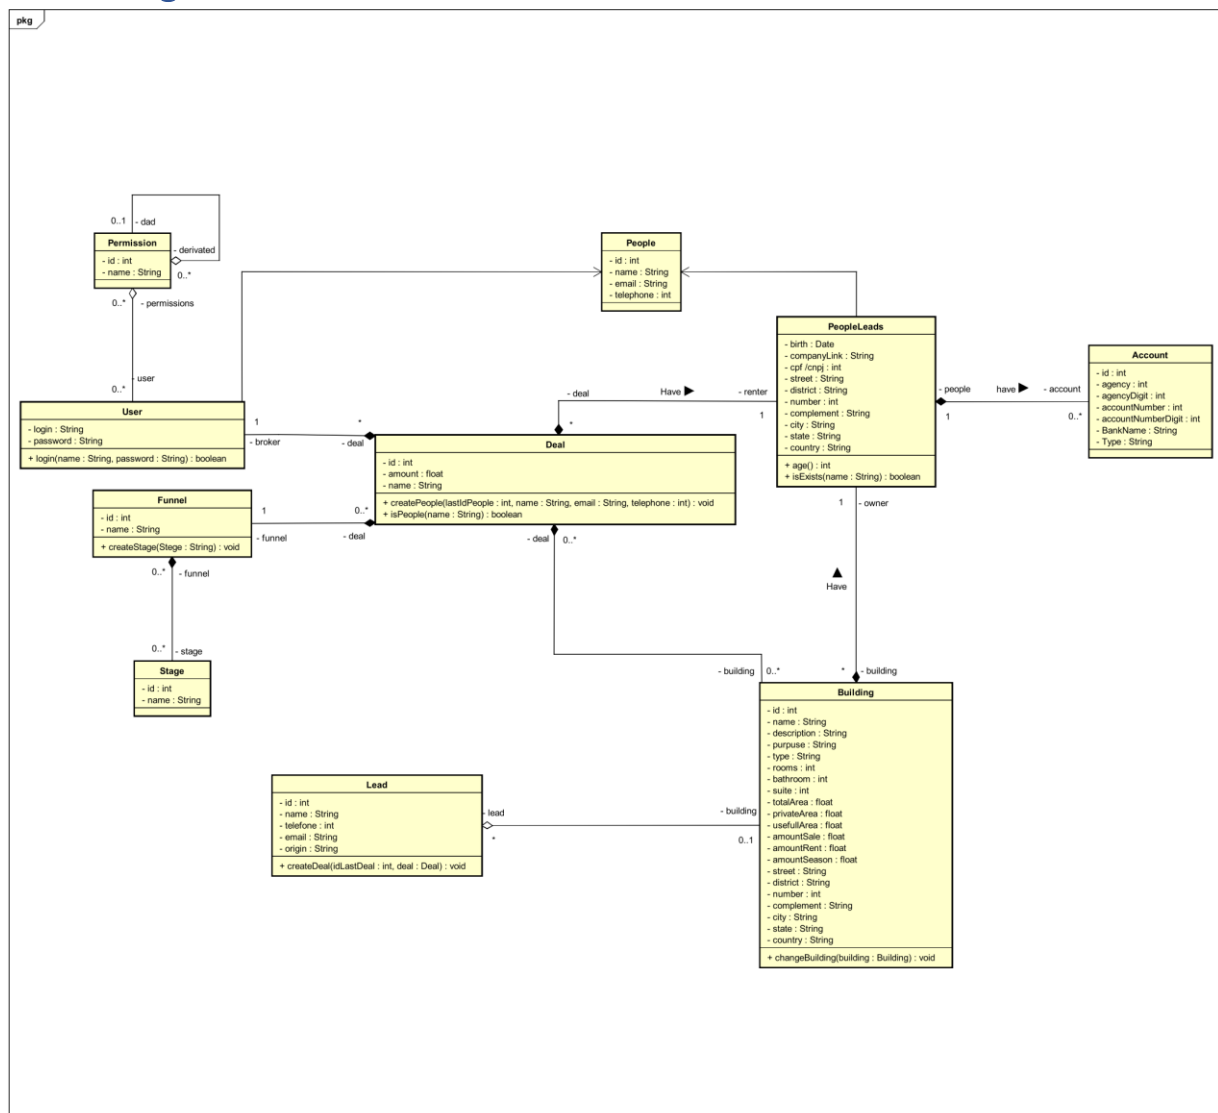 pkg
0..1
- dad
Permission
- id : int
- name : String
- derivated
0..*
0..*
- permissions
People
- id : int
- name : String
- email : String
- telephone : int
PeopleLeads
- birth : Date
- companyLink : String
- cpf /cnpj : int
- street : String
- district : String
- number : int
- complement : String
- city : String
- state : String
- country : String
+ age() : int
+ isExists(name : String) : boolean
Account
- id : int
- agency : int
- agencyDigit : int
- accountNumber : int
- accountNumberDigit : int
- BankName : String
- Type : String
- people
have
- account
1
0..*
- user
0..*
User
- login : String
- password : String
+ login(name : String, password : String) : boolean
- deal
Have
- renter
*
1
1
*
- broker
- deal
Deal
- id : int
- amount : float
- name : String
+ createPeople(lastIdPeople : int, name : String, email : String, telephone : int) : void
+ isPeople(name : String) : boolean
Funnel
- id : int
- name : String
+ createStage(Stege : String) : void
1
0..*
- funnel
- deal
- deal
0..*
1
- owner
0..*
- funnel
Have
0..*
- stage
Stage
- id : int
- name : String
- building
0..*
*
- building
Building
- id : int
- name : String
- description : String
- purpuse : String
- type : String
- rooms : int
- bathroom : int
- suite : int
- totalArea : float
- privateArea : float
- usefullArea : float
- amountSale : float
- amountRent : float
- amountSeason : float
- street : String
- district : String
- number : int
- complement : String
- city : String
- state : String
- country : String
+ changeBuilding(building : Building) : void
Lead
- id : int
- name : String
- telefone : int
- email : String
- origin : String
+ createDeal(idLastDeal : int, deal : Deal) : void
- lead
*
- building
0..1